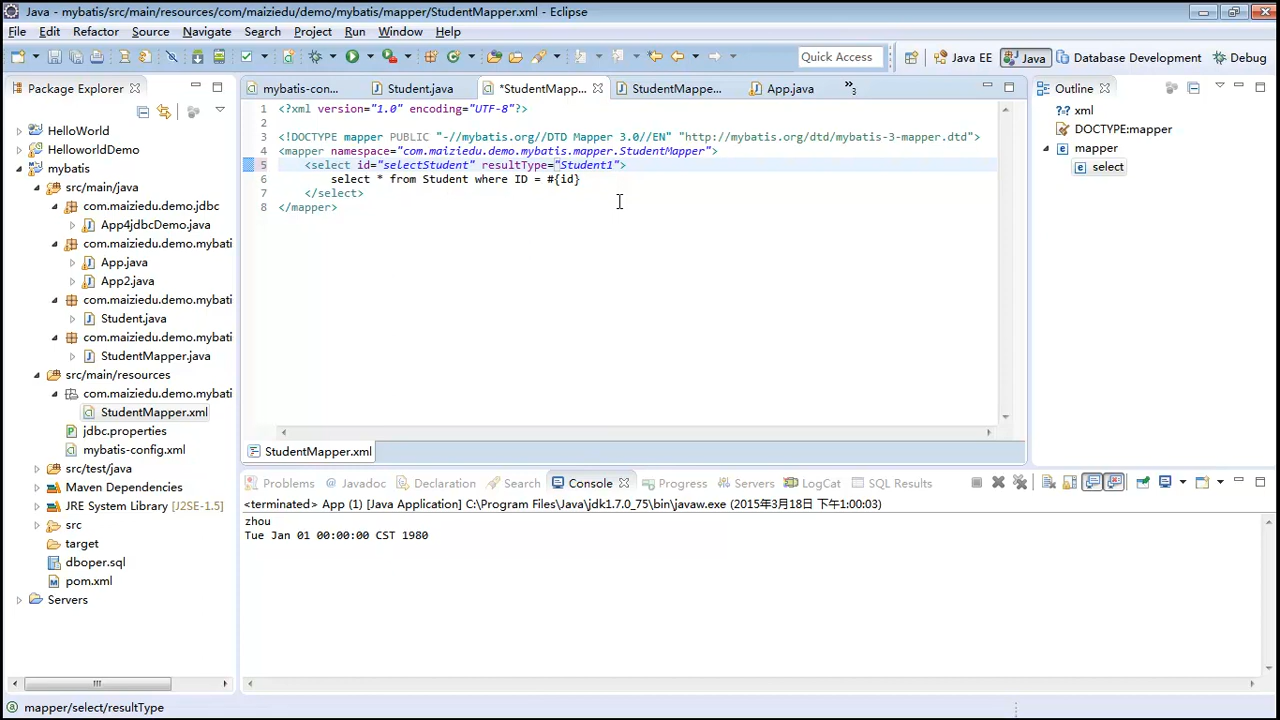 Java - mybatis/src/main/resources/com/maiziedu/demo/mybatis/mapper/StudentMapper.xml - Eclipse
File Edit Refactor Source Navigate Search Project Run Window Help
Quick Access Java EE Java Database Development Debug
Package Explorer
HelloWorld
HelloworldDemo
mybatis
src/main/java
com.maiziedu.demo.jdbc
App4jdbcDemo.java
com.maiziedu.demo.mybati
App.java
App2.java
com.maiziedu.demo.mybati
Student.java
com.maiziedu.demo.mybati
StudentMapper.java
src/main/resources
com.maiziedu.demo.mybati
StudentMapper.xml
jdbc.properties
mybatis-config.xml
src/test/java
Maven Dependencies
JRE System Library [J2SE-1.5]
src
target
dboper.sql
pom.xml
Servers
mybatis-con... Student.java *StudentMapp... StudentMappe... App.java »3
1 <?xml version="1.0" encoding="UTF-8"?>
2
3 <!DOCTYPE mapper PUBLIC "-//mybatis.org//DTD Mapper 3.0//EN" "http://mybatis.org/dtd/mybatis-3-mapper.dtd">
4 <mapper namespace="com.maiziedu.demo.mybatis.mapper.StudentMapper">
5 <select id="selectStudent" resultType="Student1">
6 select * from Student where ID = #{id}
7 </select>
8 </mapper>
StudentMapper.xml
Outline
xml
DOCTYPE:mapper
mapper
select
Problems Javadoc Declaration Search Console Progress Servers LogCat SQL Results
<terminated> App (1) [Java Application] C:\Program Files\Java\jdk1.7.0_75\bin\javaw.exe (2015年3月18日 下午1:00:03)
zhou
Tue Jan 01 00:00:00 CST 1980
mapper/select/resultType